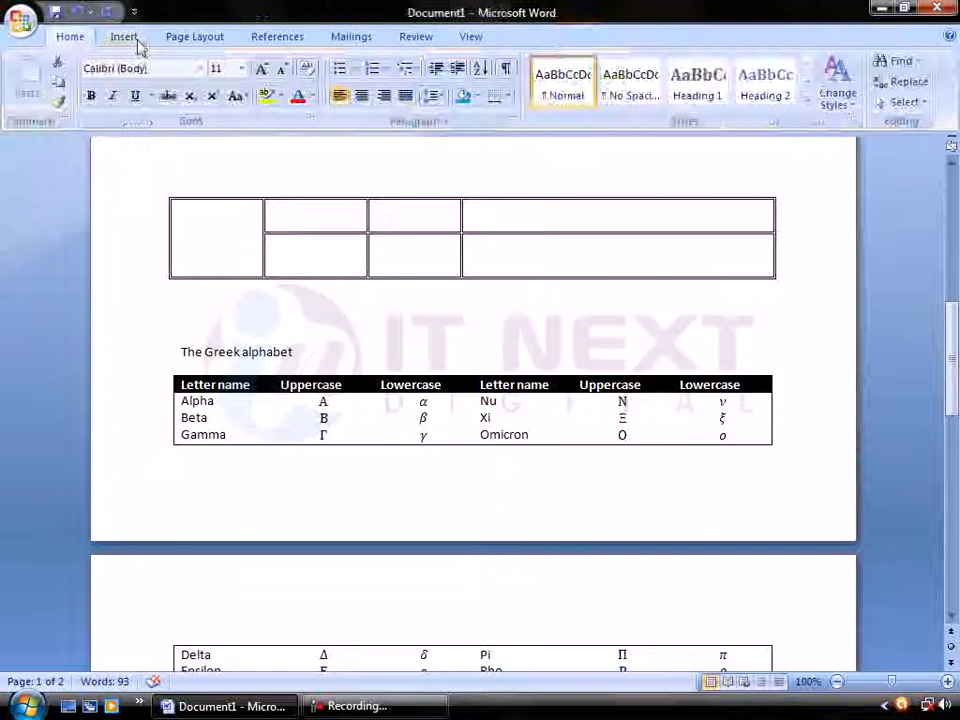 Document1 - Microsoft Word
Home Insert Page Layout References Mailings Review View
Calibri (Body) 11
AaBbCcDc AaBbCcDc AaBbC AaBbCc
¶ Normal ¶ No Spaci... Heading 1 Heading 2
Change Styles
Find
Replace
Select
Paragraph Styles Editing
IT NEXT
DIGITAL
The Greek alphabet
Letter name Uppercase Lowercase Letter name Uppercase Lowercase
Alpha Α α Nu Ν ν
Beta Β β Xi Ξ ξ
Gamma Γ γ Omicron Ο ο
Delta Δ δ Pi Π π
Page: 1 of 2 Words: 93 100%
Document1 - Micro... Recording...